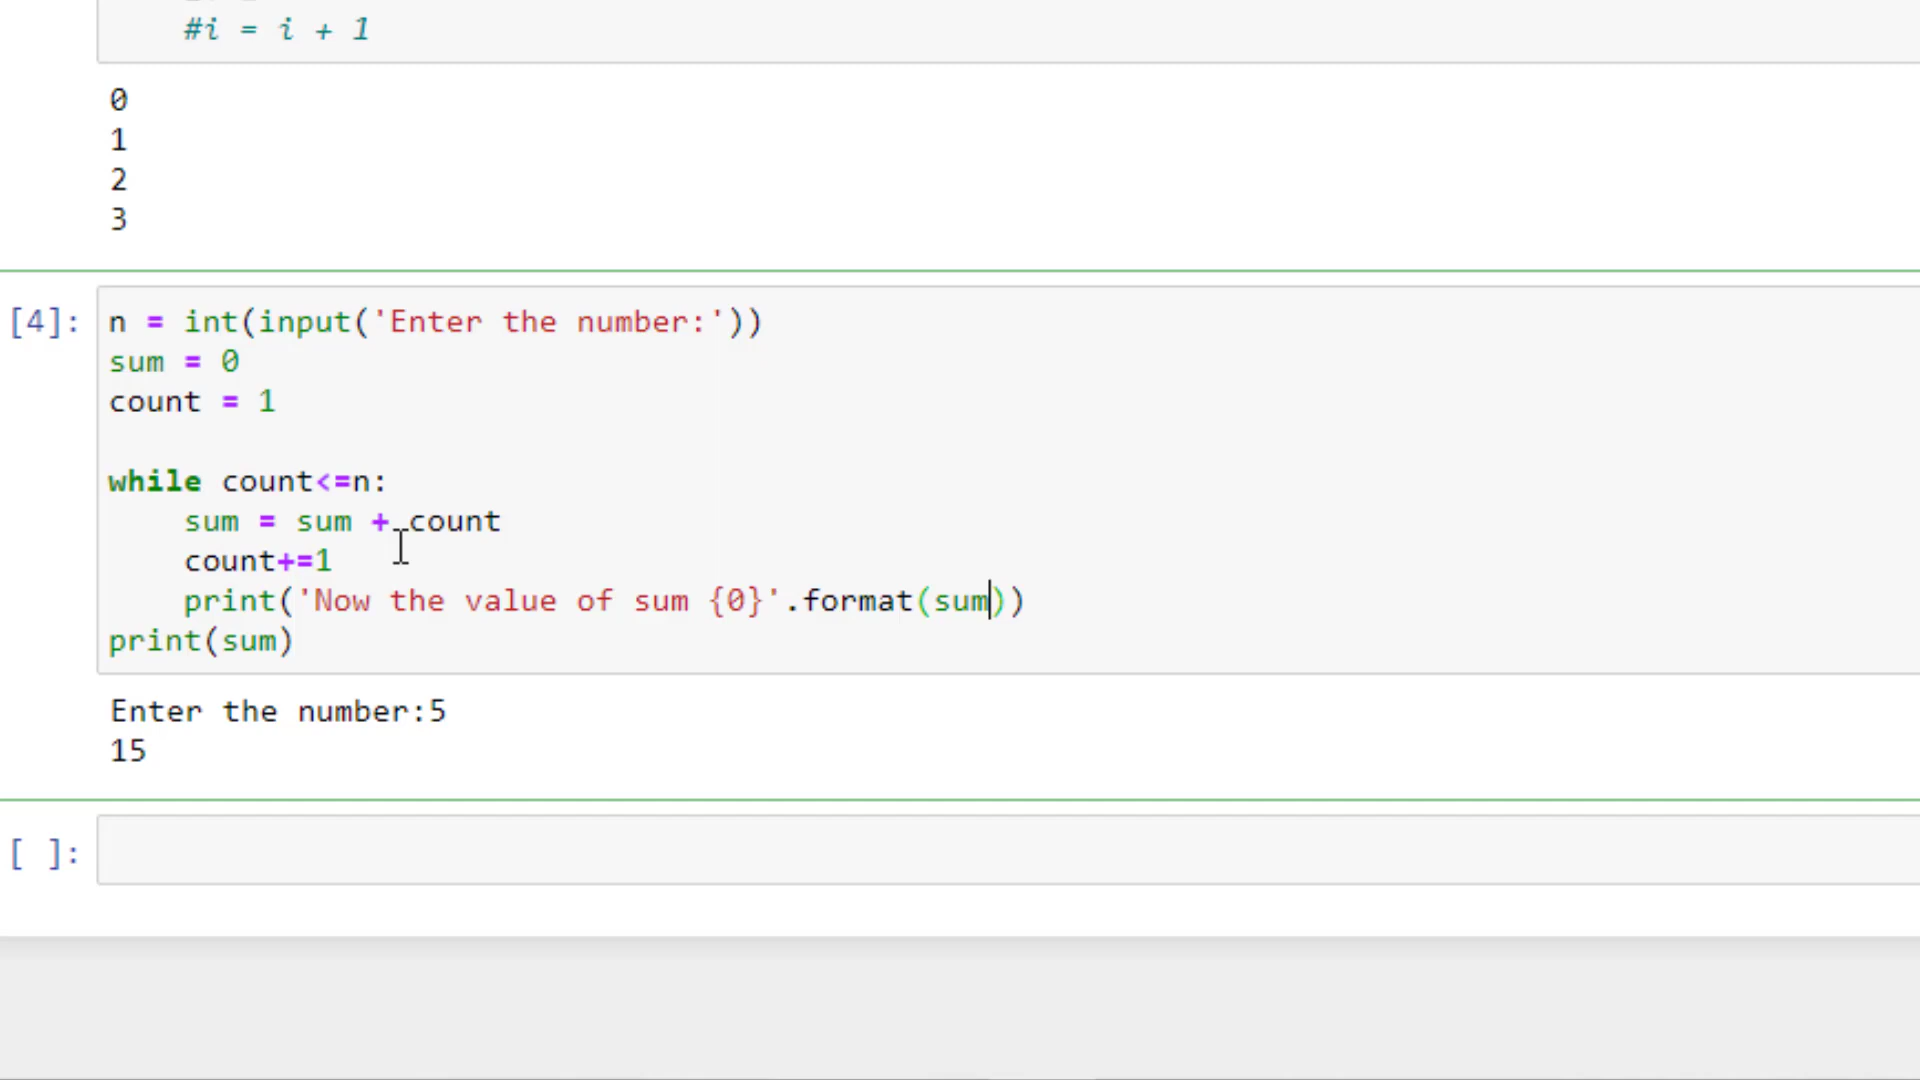 #i = i + 1
0
1
2
3
[4]: n = int(input('Enter the number:'))
sum = 0
count = 1
while count<=n:
    sum = sum + count
    count+=1
    print('Now the value of sum {0}'.format(sum))
print(sum)
Enter the number:5
15
[ ]: